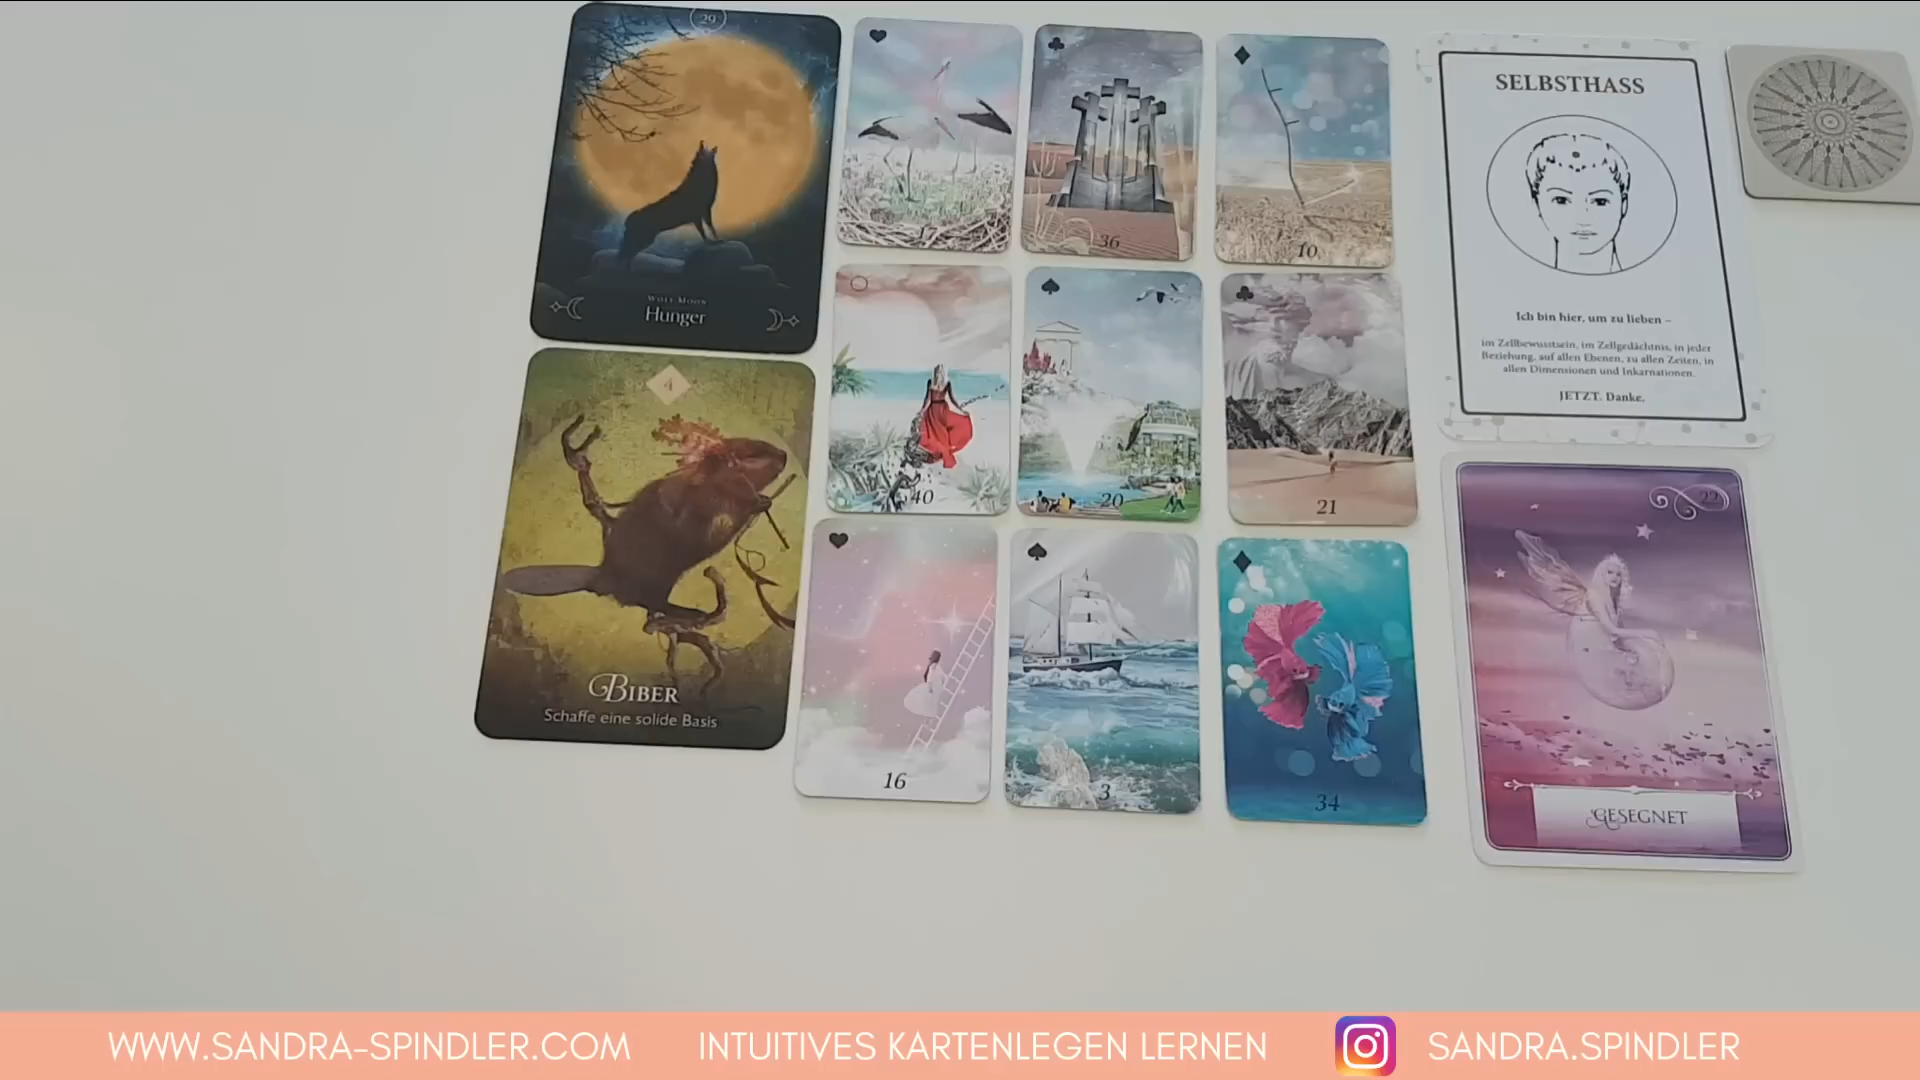 29
WOLF MOON
Hunger
4
BIBER
Schaffe eine solide Basis
17
36
10
40
20
21
16
3
34
SELBSTHASS
Ich bin hier, um zu lieben –
im Zellbewusstsein, im Zellgedächtnis, in jeder
Beziehung, auf allen Ebenen, zu allen Zeiten, in
allen Dimensionen und Inkarnationen.
JETZT. Danke.
22
GESEGNET
WWW.SANDRA-SPINDLER.COM
INTUITIVES KARTENLEGEN LERNEN
SANDRA.SPINDLER